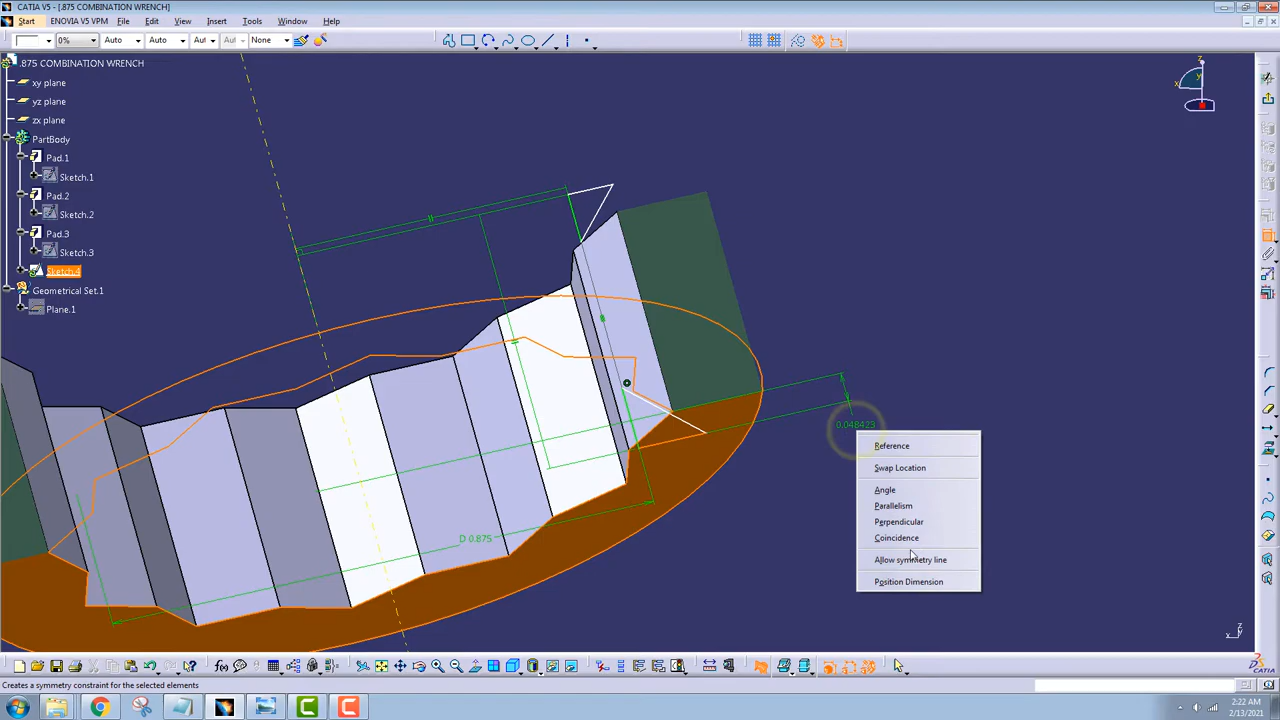 CATIA V5 - [.875 COMBINATION WRENCH]
Start
ENOVIA V5 VPM
File
Edit
View
Insert
Tools
Window
Help
0%
Auto
Auto
Aut
Aut
None
.875 COMBINATION WRENCH
xy plane
yz plane
zx plane
PartBody
Pad.1
Sketch.1
Pad.2
Sketch.2
Pad.3
Sketch.3
Sketch.4
Geometrical Set.1
Plane.1
z
x
y
0.048423
D 0.875
Reference
Swap Location
Angle
Parallelism
Perpendicular
Coincidence
Allow symmetry line
Position Dimension
z
x
y
f(x)
Creates a symmetry constraint for the selected elements
2:22 AM
2/13/2021